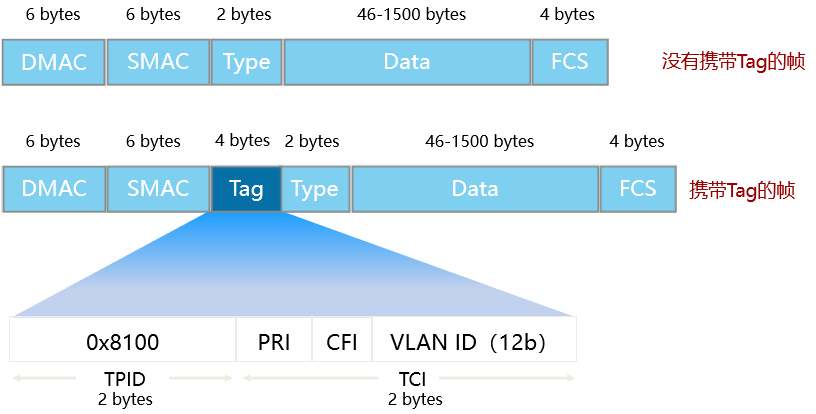 6 bytes 6 bytes 2 bytes 46-1500 bytes 4 bytes
DMAC SMAC Type Data FCS 没有携带Tag的帧
6 bytes 6 bytes 4 bytes 2 bytes 46-1500 bytes 4 bytes
DMAC SMAC Tag Type Data FCS 携带Tag的帧
0x8100 PRI CFI VLAN ID（12b）
TPID TCI
2 bytes 2 bytes